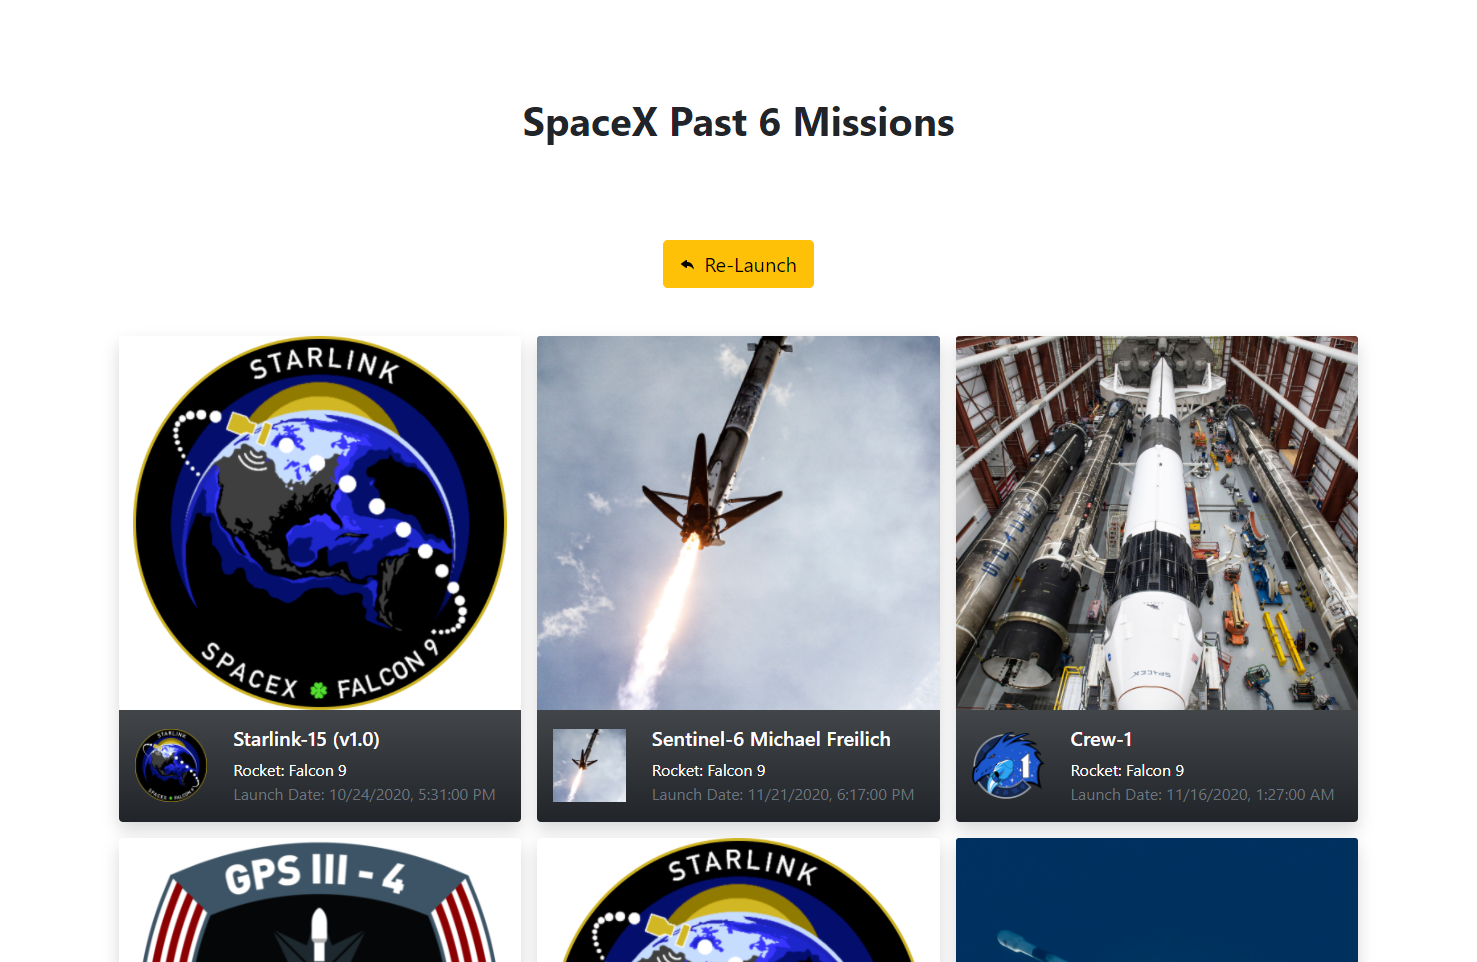 SpaceX Past 6 Missions
Re-Launch
STARLINK
SPACEX FALCON 9
SPACEX
Starlink-15 (v1.0)
Rocket: Falcon 9
Launch Date: 10/24/2020, 5:31:00 PM
Sentinel-6 Michael Freilich
Rocket: Falcon 9
Launch Date: 11/21/2020, 6:17:00 PM
1
Crew-1
Rocket: Falcon 9
Launch Date: 11/16/2020, 1:27:00 AM
GPS III - 4
STARLINK